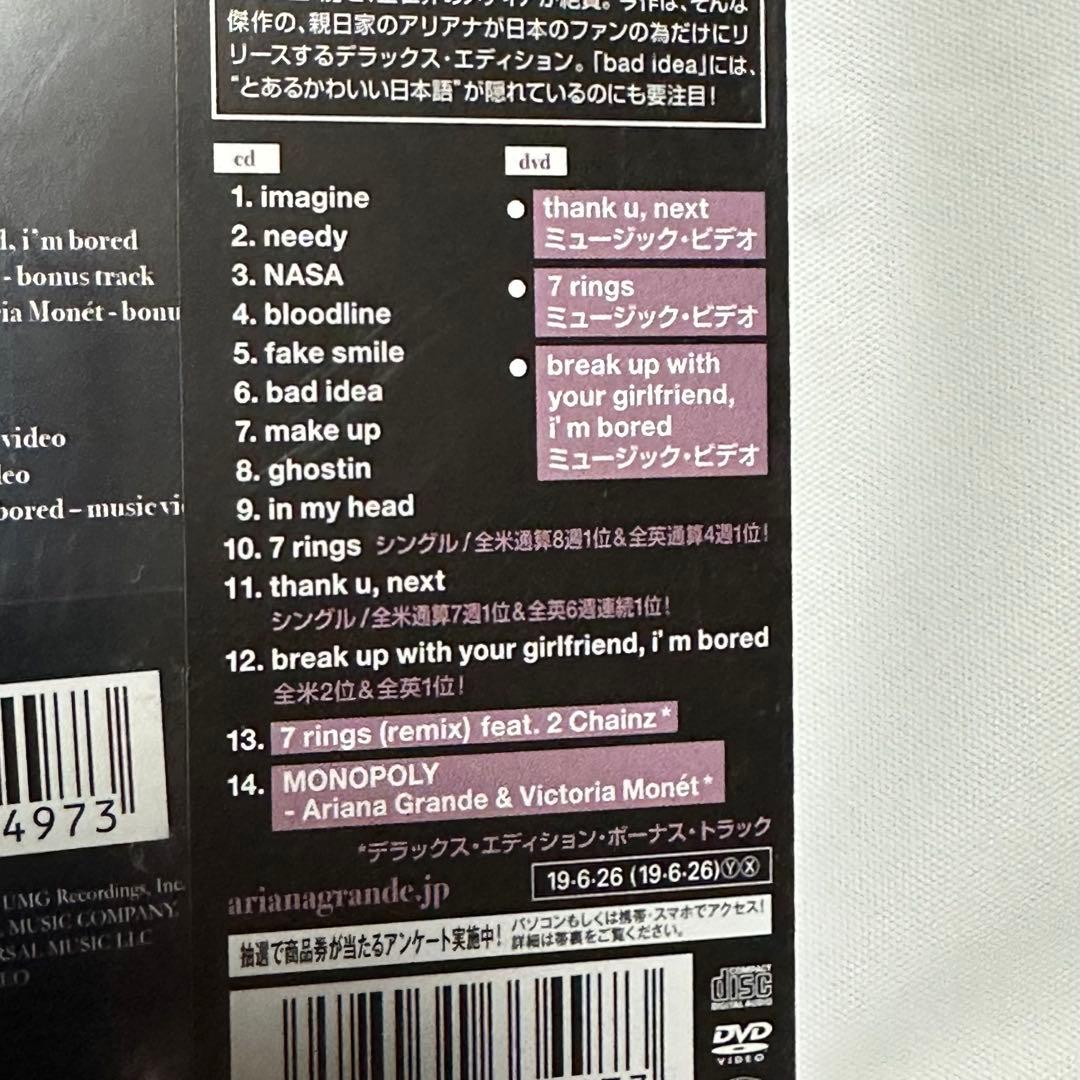 傑作の、親日家のアリアナが日本のファンの為だけにリ
リースするデラックス・エディション。「bad idea」には、
“とあるかわいい日本語”が隠れているのにも要注目!
cd
1. imagine
2. needy
3. NASA
4. bloodline
5. fake smile
6. bad idea
7. make up
8. ghostin
9. in my head
10. 7 rings シングル/全米通算8週1位&全英通算4週1位!
11. thank u, next
シングル/全米通算7週1位&全英6週連続1位!
12. break up with your girlfriend, i'm bored
全米2位&全英1位!
13. 7 rings (remix) feat. 2 Chainz*
14. MONOPOLY
- Ariana Grande & Victoria Monét*
*デラックス・エディション・ボーナス・トラック
dvd
● thank u, next
ミュージック・ビデオ
● 7 rings
ミュージック・ビデオ
● break up with
your girlfriend,
i'm bored
ミュージック・ビデオ
19・6・26 (19・6・26)ⓎⓍ
arianagrande.jp
抽選で商品券が当たるアンケート実施中!
パソコンもしくは携帯・スマホでアクセス!
詳細は帯裏をご覧ください。
COMPACT
disc
DIGITAL AUDIO
DVD
VIDEO
, i'm bored
- bonus track
ia Monét - bonu
video
eo
bored – music vi
4973
UMG Recordings, Inc.
MUSIC COMPANY.
RSAL MUSIC LLC